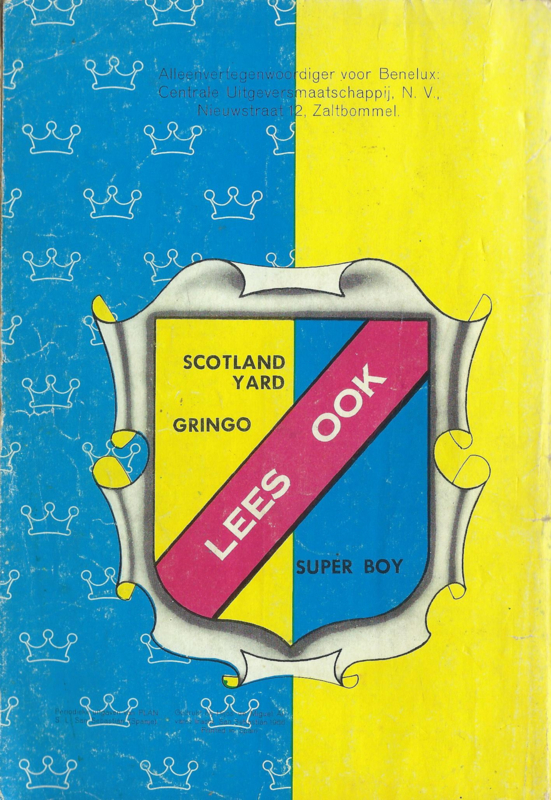 Alleenvertegenwoordiger voor Benelux:
Centrale Uitgeversmaatschappij, N. V.,
Nieuwstraat 12, Zaltbommel.
SCOTLAND
YARD
GRINGO
LEES OOK
SUPER BOY